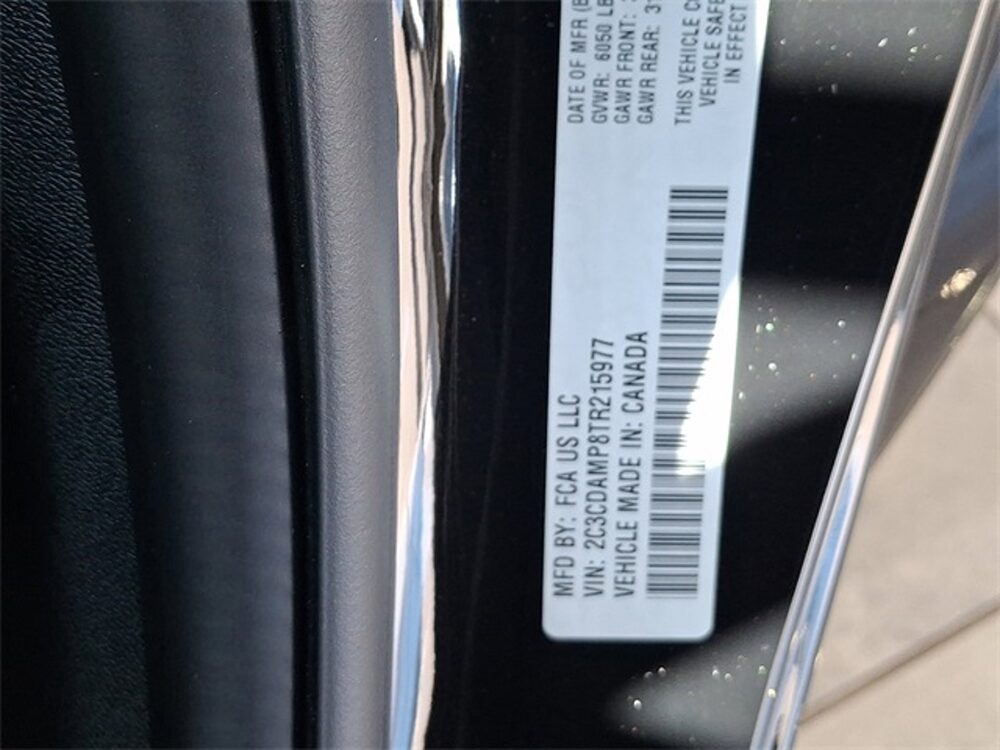 MFD BY: FCA US LLC
VIN: 2C3CDAMP8TR215977
VEHICLE MADE IN: CANADA
DATE OF MFR
GVWR: 6050 LB
GAWR FRONT:
GAWR REAR: 31
THIS VEHICLE
VEHICLE SAFE
IN EFFECT